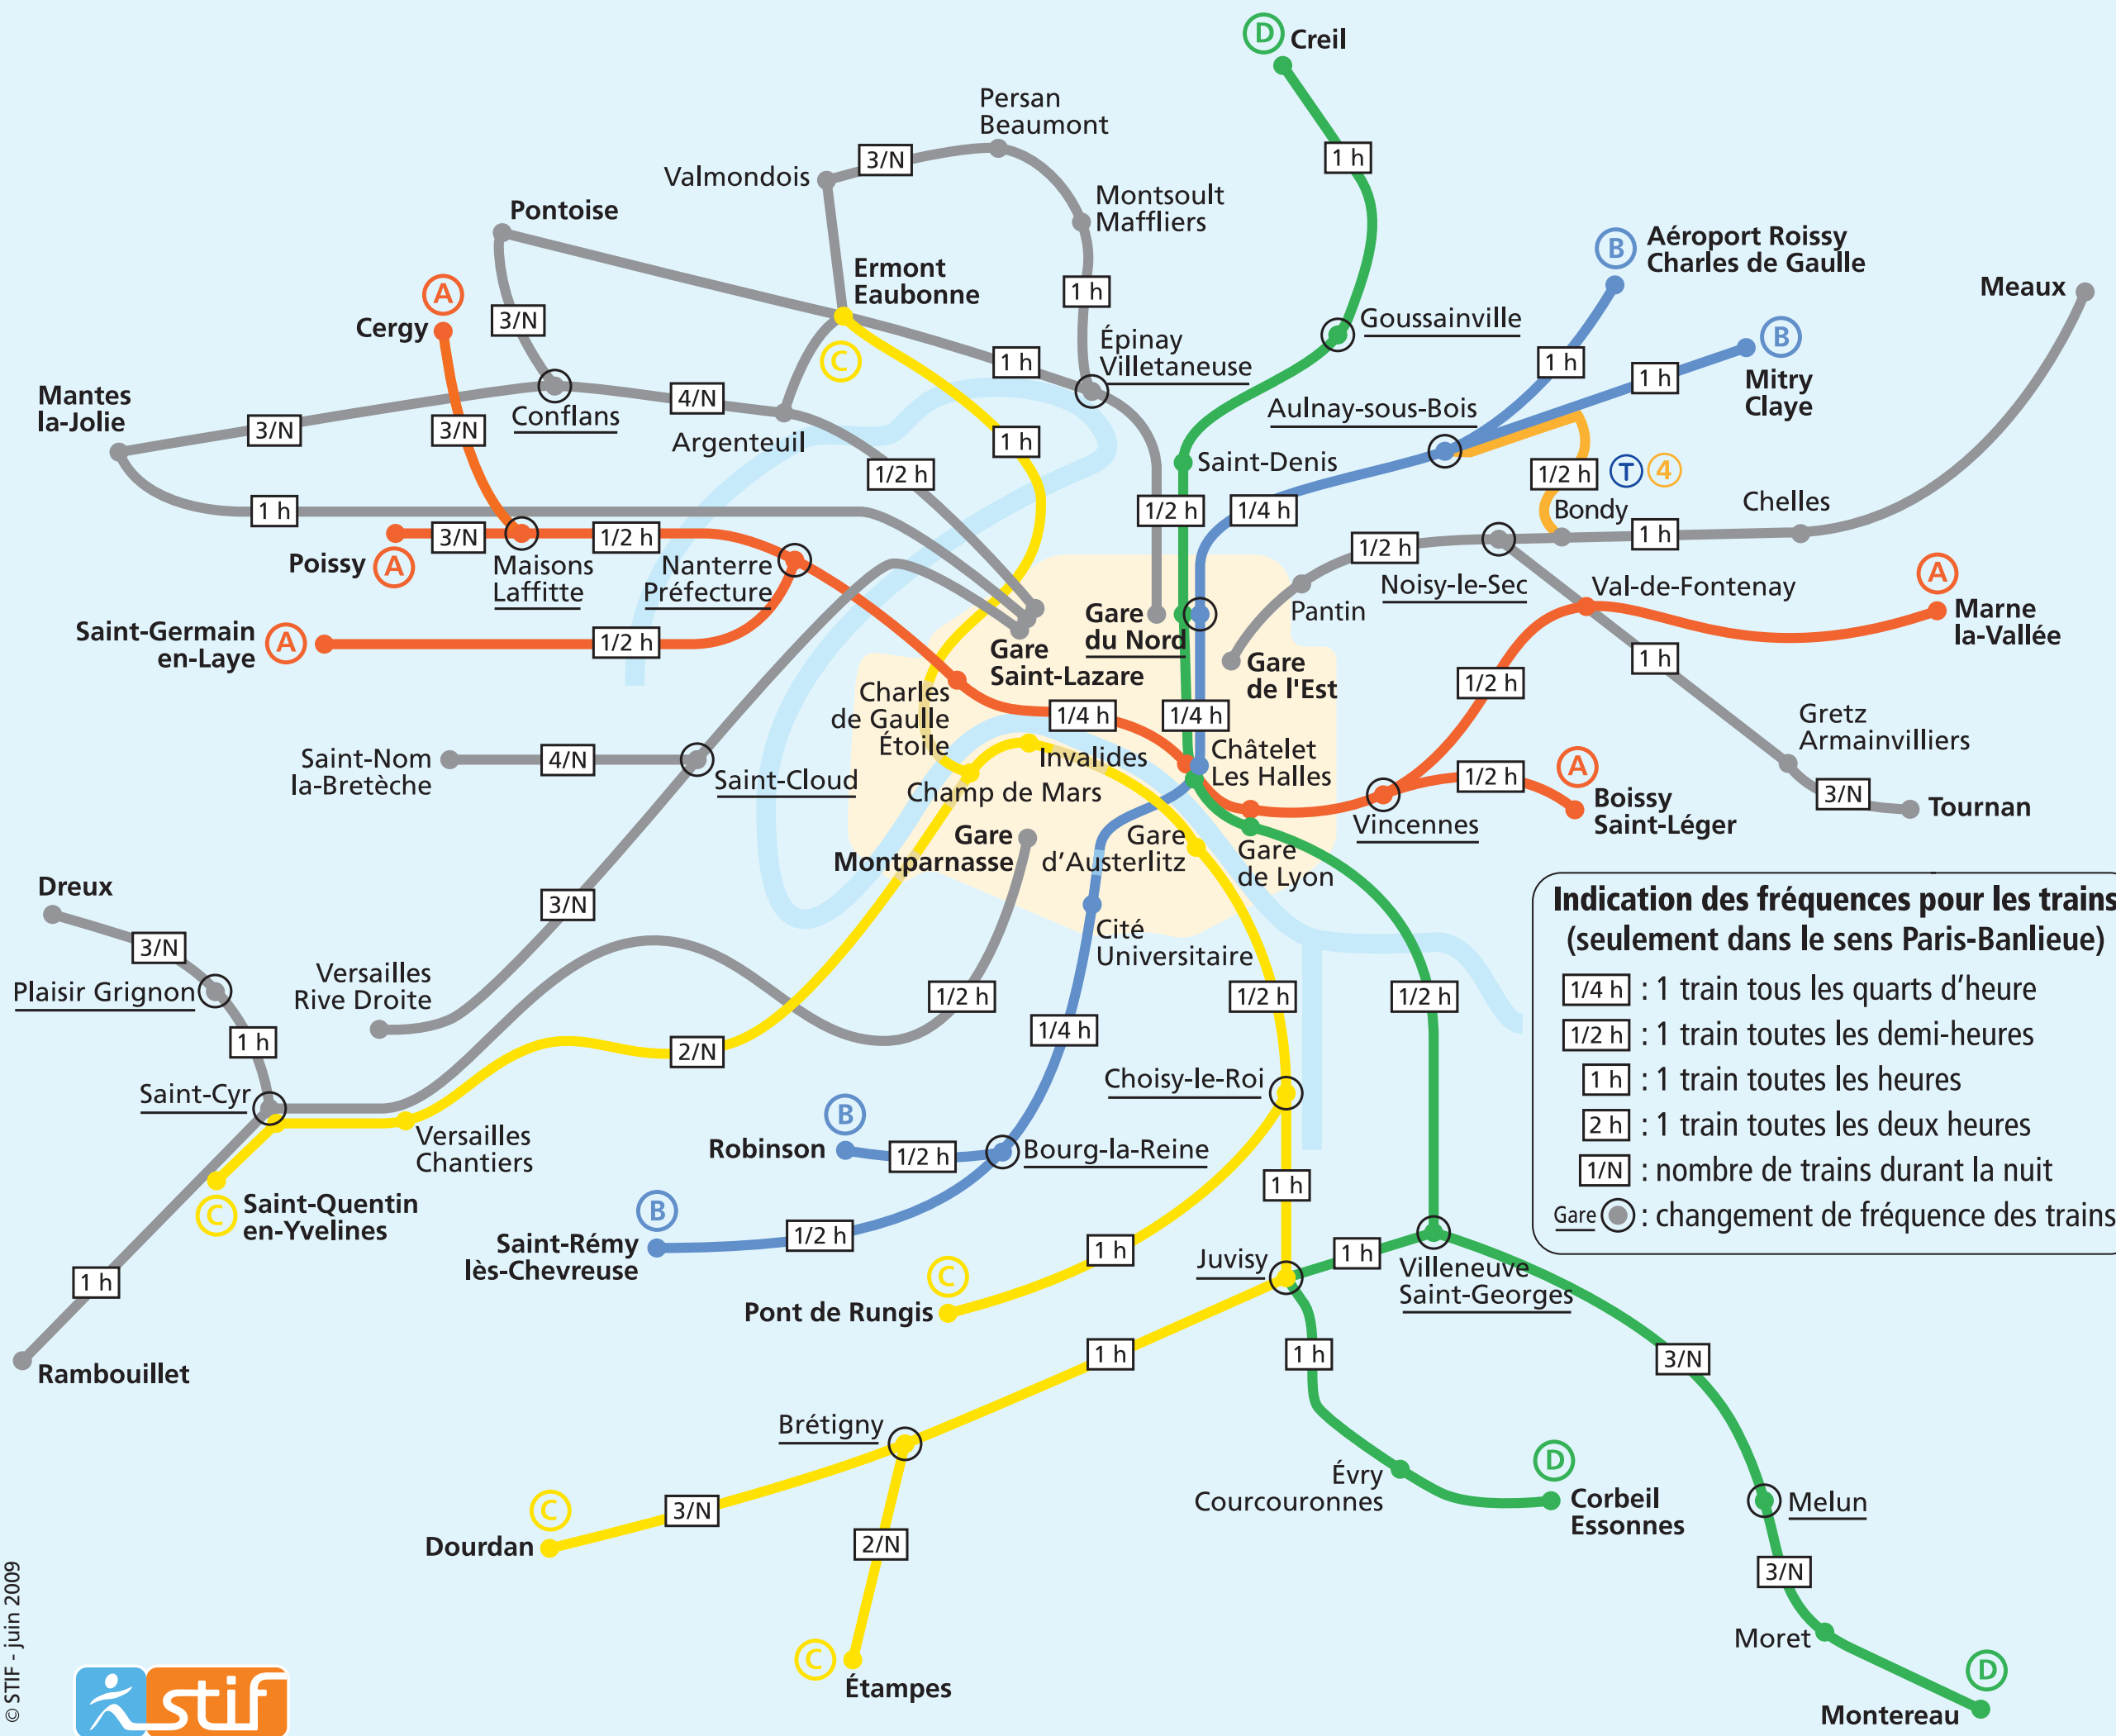 D Creil
Persan
Beaumont
3/N
1 h
Valmondois
Montsoult
Maffliers
Pontoise
B
Aéroport Roissy
Charles de Gaulle
Ermont
Eaubonne
A
Cergy
3/N
1 h
Meaux
Goussainville
Épinay
Villetaneuse
C
1 h
1 h
1 h
B
Mitry
Claye
Mantes
la-Jolie
3/N
3/N
Conflans
4/N
Argenteuil
1 h
Aulnay-sous-Bois
Saint-Denis
1/2 h
1/2 h
T
4
1 h
1/2 h
1/4 h
Bondy
Chelles
Poissy
A
3/N
Maisons
Laffitte
1/2 h
Nanterre
Préfecture
1/2 h
Noisy-le-Sec
1 h
Val-de-Fontenay
A
Marne
la-Vallée
Pantin
Saint-Germain
en-Laye
A
1/2 h
Gare
Saint-Lazare
Gare
du Nord
Gare
de l'Est
1 h
1/2 h
Charles
de Gaulle
Étoile
1/4 h
1/4 h
Gretz
Armainvilliers
Saint-Nom
la-Bretèche
4/N
Saint-Cloud
Invalides
Châtelet
Les Halles
1/2 h
A
Boissy
Saint-Léger
3/N
Tournan
Champ de Mars
Vincennes
Gare
Montparnasse
Gare
d’Austerlitz
Gare
de Lyon
Dreux
3/N
3/N
Cité
Universitaire
Plaisir Grignon
Versailles
Rive Droite
1/2 h
1/2 h
1/2 h
1 h
2/N
1/4 h
Indication des fréquences pour les trains
(seulement dans le sens Paris-Banlieue)
1/4 h : 1 train tous les quarts d’heure
1/2 h : 1 train toutes les demi-heures
1 h : 1 train toutes les heures
2 h : 1 train toutes les deux heures
1/N : nombre de trains durant la nuit
Gare : changement de fréquence des trains
Saint-Cyr
Versailles
Chantiers
Choisy-le-Roi
B
Robinson
1/2 h
Bourg-la-Reine
1 h
C
Saint-Quentin
en-Yvelines
B
Saint-Rémy
lès-Chevreuse
1/2 h
1 h
Juvisy
1 h
Villeneuve
Saint-Georges
1 h
C
Pont de Rungis
Rambouillet
1 h
1 h
3/N
Brétigny
Évry
Courcouronnes
D
Corbeil
Essonnes
Melun
C
Dourdan
3/N
2/N
3/N
C
Étampes
Moret
D
Montereau
© STIF - juin 2009
stif